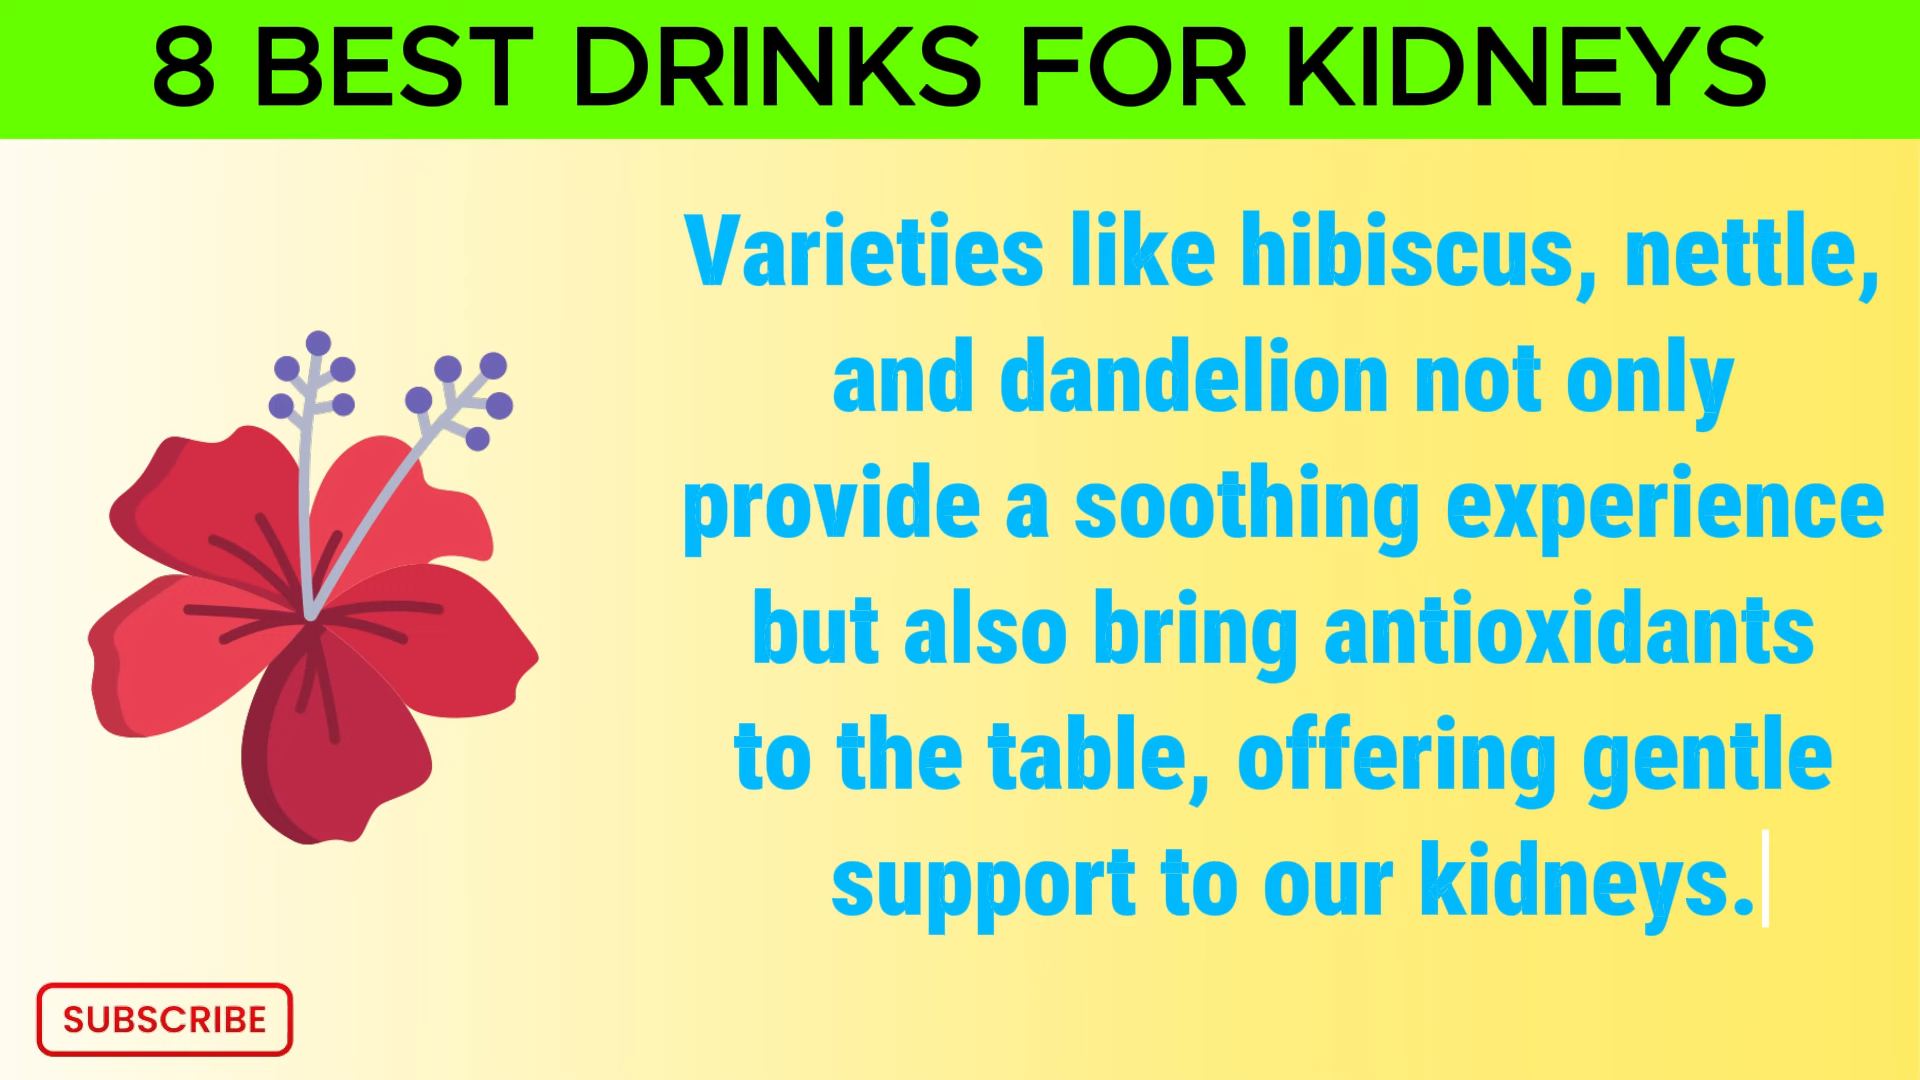 8 BEST DRINKS FOR KIDNEYS
Varieties like hibiscus, nettle,
and dandelion not only
provide a soothing experience
but also bring antioxidants
to the table, offering gentle
support to our kidneys.
SUBSCRIBE